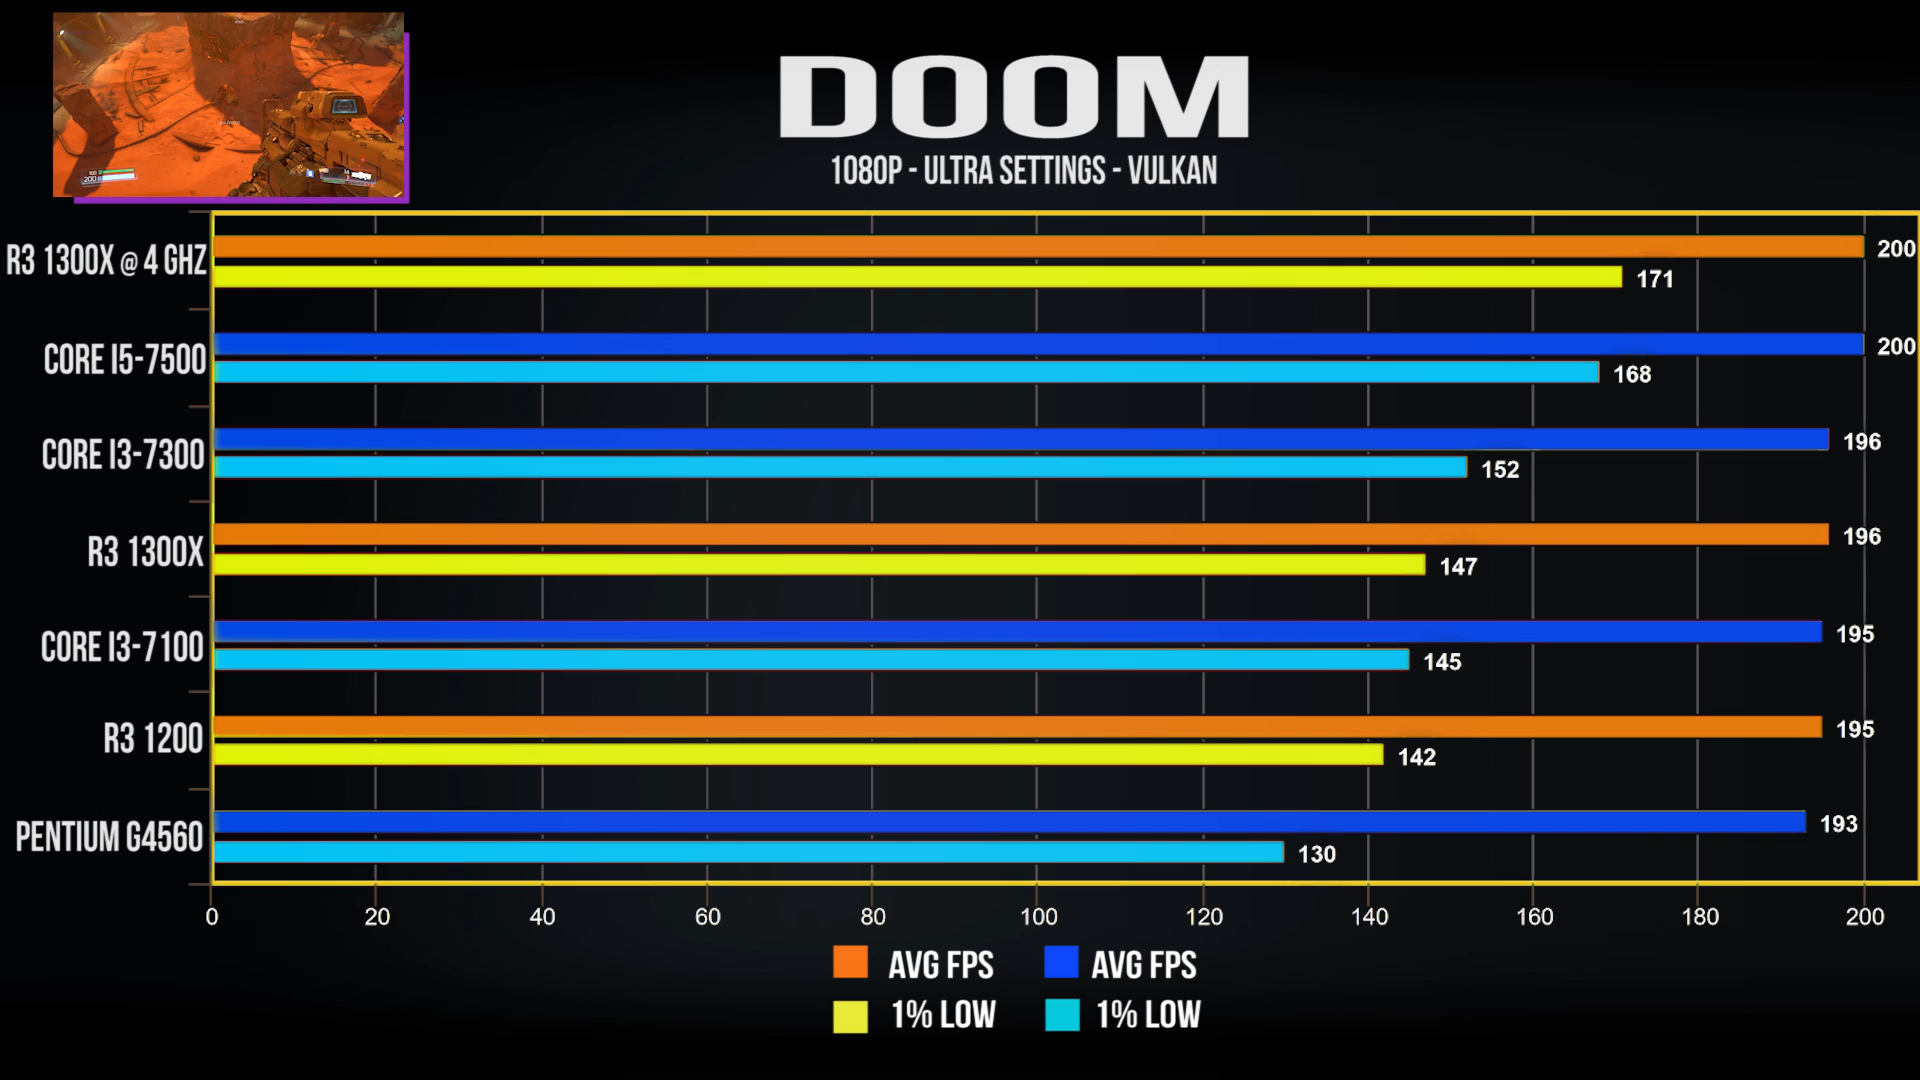 DOOM
1080P - ULTRA SETTINGS - VULKAN
R3 1300X @ 4 GHZ
200
171
CORE I5-7500
200
168
CORE I3-7300
196
152
R3 1300X
196
147
CORE I3-7100
195
145
R3 1200
195
142
PENTIUM G4560
193
130
0 20 40 60 80 100 120 140 160 180 200
AVG FPS AVG FPS
1% LOW 1% LOW